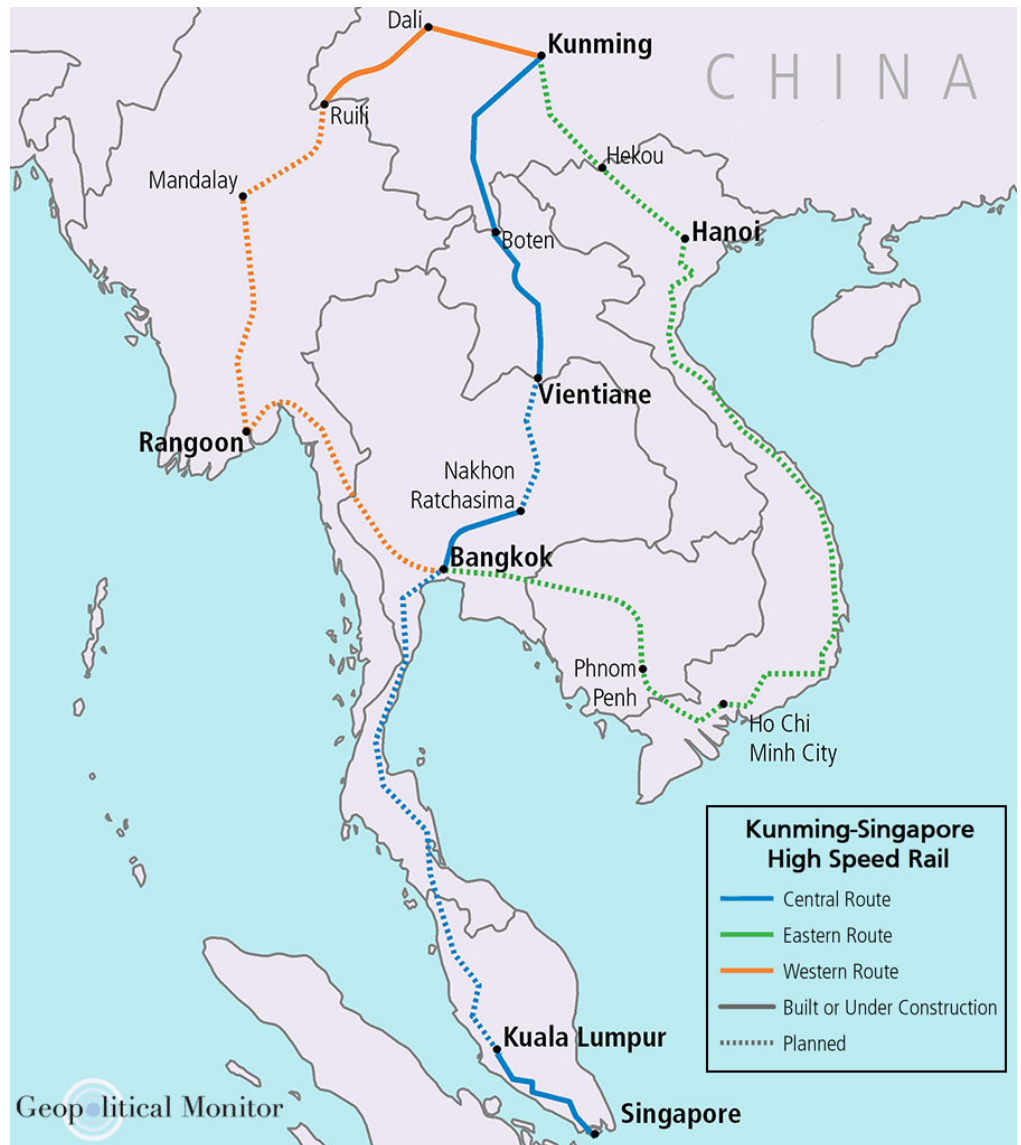 Dali
Kunming
CHINA
Ruili
Hekou
Mandalay
Hanoi
Boten
Vientiane
Rangoon
Nakhon
Ratchasima
Bangkok
Phnom
Penh
Ho Chi
Minh City
Kunming-Singapore
High Speed Rail
Central Route
Eastern Route
Western Route
Built or Under Construction
Planned
Kuala Lumpur
Geopolitical Monitor
Singapore